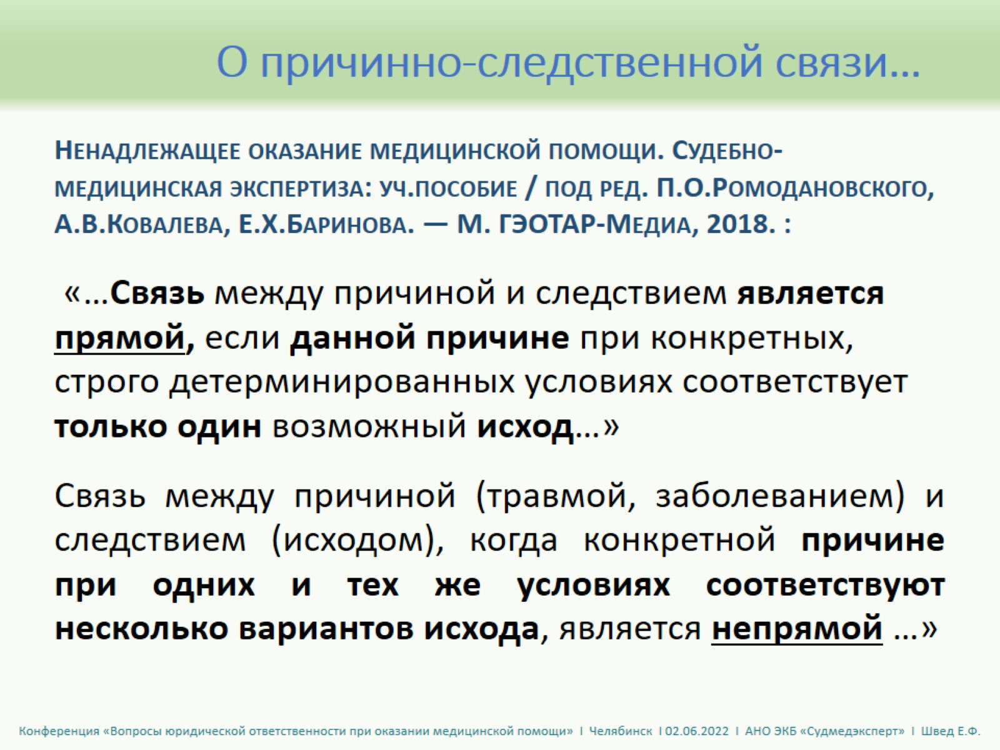 О причинно-следственной связи...
Ненадлежащее оказание медицинской помощи. Судебно-
медицинская экспертиза: уч.пособие / под ред. П.О.Ромодановского,
А.В.Ковалева, Е.Х.Баринова. — М. ГЭОТАР-Медиа, 2018. :
«...Связь между причиной и следствием является
прямой, если данной причине при конкретных,
строго детерминированных условиях соответствует
только один возможный исход...»
Связь между причиной (травмой, заболеванием) и
следствием (исходом), когда конкретной причине
при одних и тех же условиях соответствуют
несколько вариантов исхода, является непрямой ...»
Конференция «Вопросы юридической ответственности при оказании медицинской помощи» I Челябинск I 02.06.2022 I АНО ЭКБ «Судмедэксперт» I Швед Е.Ф.